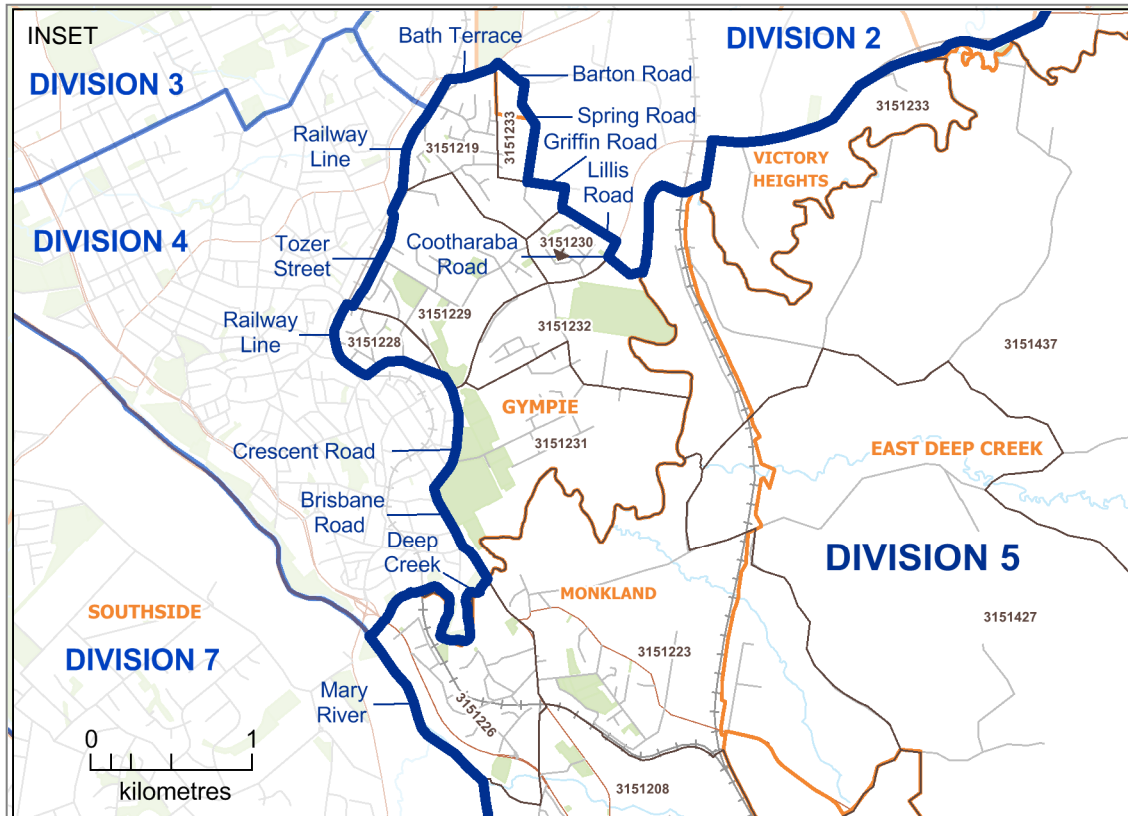 INSET
Bath Terrace
DIVISION 2
DIVISION 3
Barton Road
3151233
Spring Road
Railway
Line
3151219
3151233
Griffin Road
Lillis
Road
VICTORY
HEIGHTS
DIVISION 4
Tozer
Street
Cootharaba
Road
3151230
Railway
Line
3151229
3151232
3151228
3151437
GYMPIE
3151231
Crescent Road
EAST DEEP CREEK
Brisbane
Road
Deep
Creek
DIVISION 5
MONKLAND
SOUTHSIDE
3151427
DIVISION 7
3151223
Mary
River
3151226
0 1
kilometres
3151208